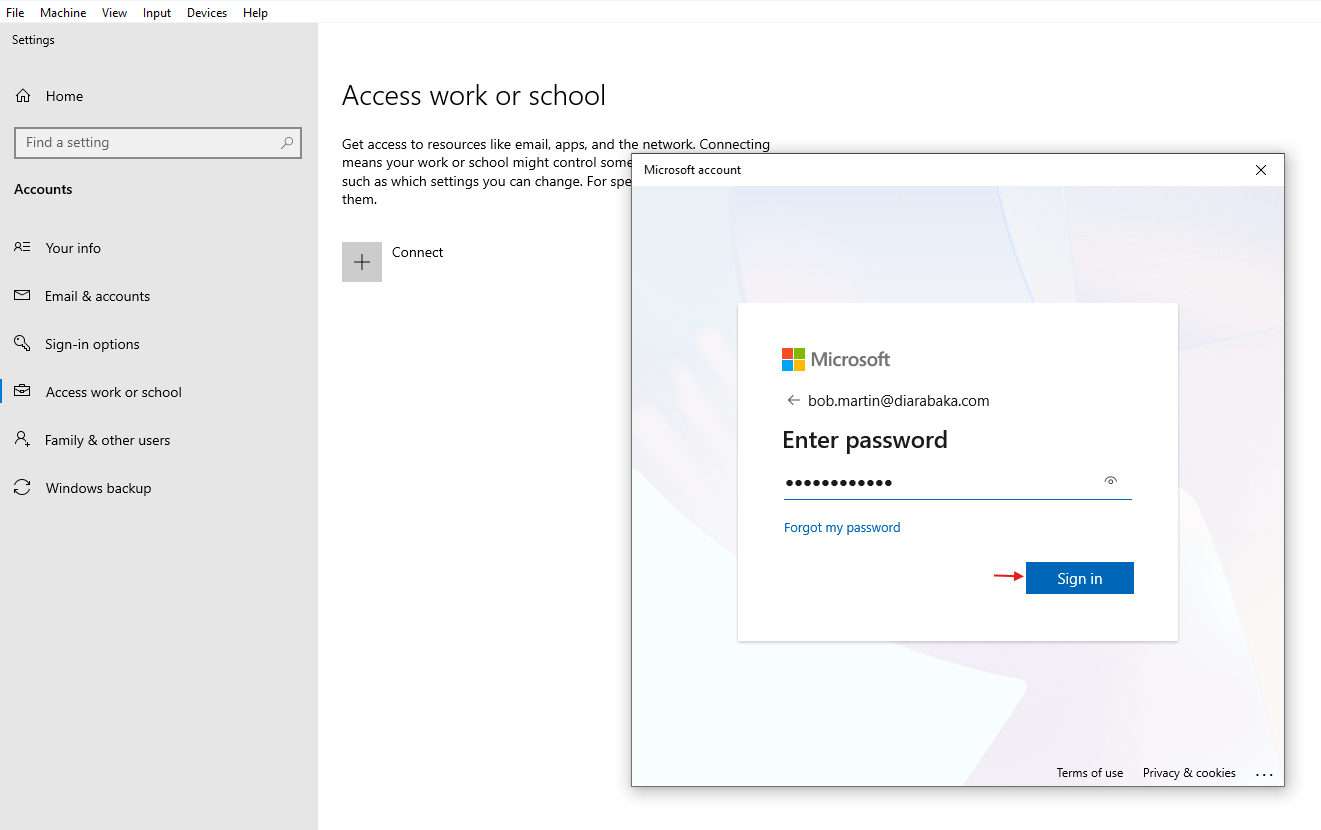 File Machine View Input Devices Help
Settings
Home
Find a setting
Accounts
Your info
Email & accounts
Sign-in options
Access work or school
Family & other users
Windows backup
Access work or school
Get access to resources like email, apps, and the network. Connecting
means your work or school might control some
such as which settings you can change. For spe
them.
Connect
Microsoft account
Microsoft
bob.martin@diarabaka.com
Enter password
Forgot my password
Sign in
Terms of use Privacy & cookies ...